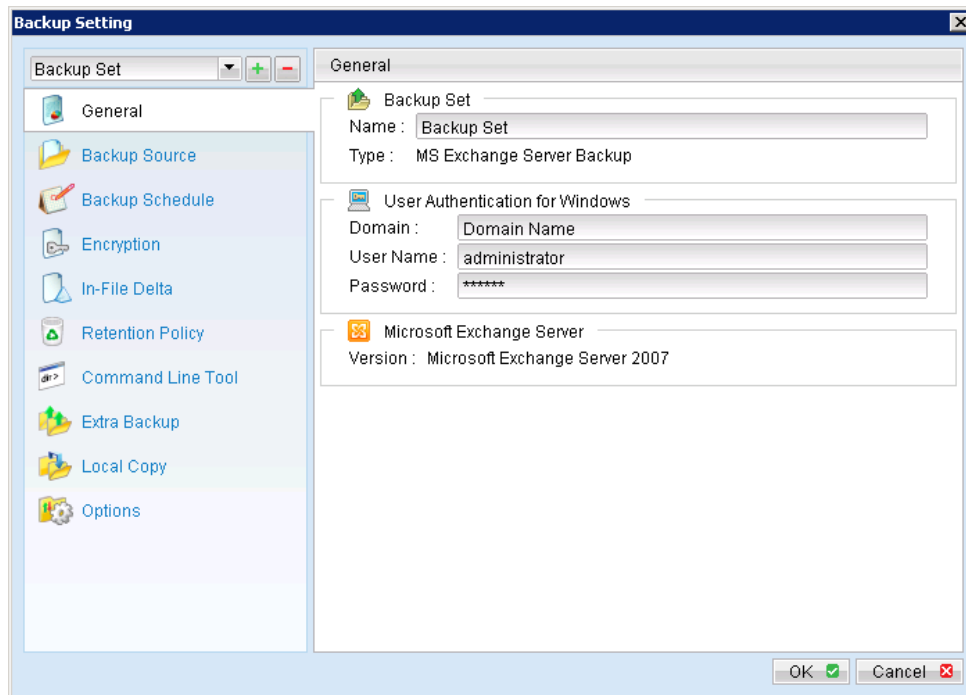 Backup Setting
Backup Set
General
Backup Source
Backup Schedule
Encryption
In-File Delta
Retention Policy
Command Line Tool
Extra Backup
Local Copy
Options
General
Backup Set
Name : Backup Set
Type : MS Exchange Server Backup
User Authentication for Windows
Domain : Domain Name
User Name : administrator
Password : ******
Microsoft Exchange Server
Version : Microsoft Exchange Server 2007
OK
Cancel